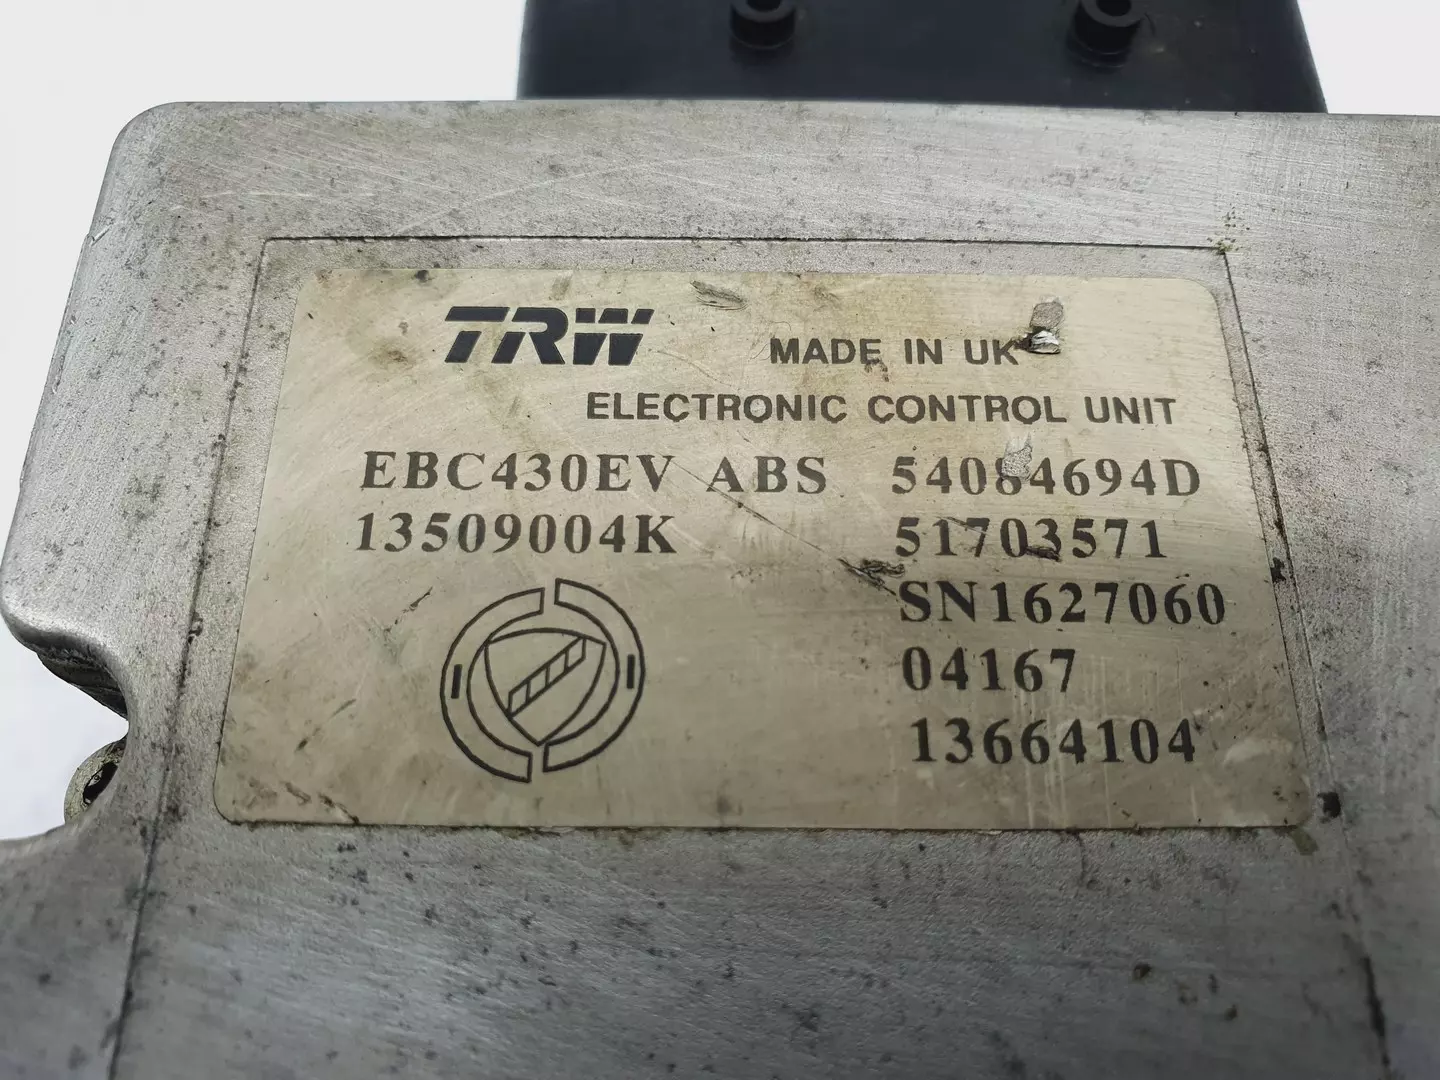 TRW MADE IN UK
ELECTRONIC CONTROL UNIT
EBC430EV ABS 54084694D
13509004K 51703571
SN1627060
04167
13664104